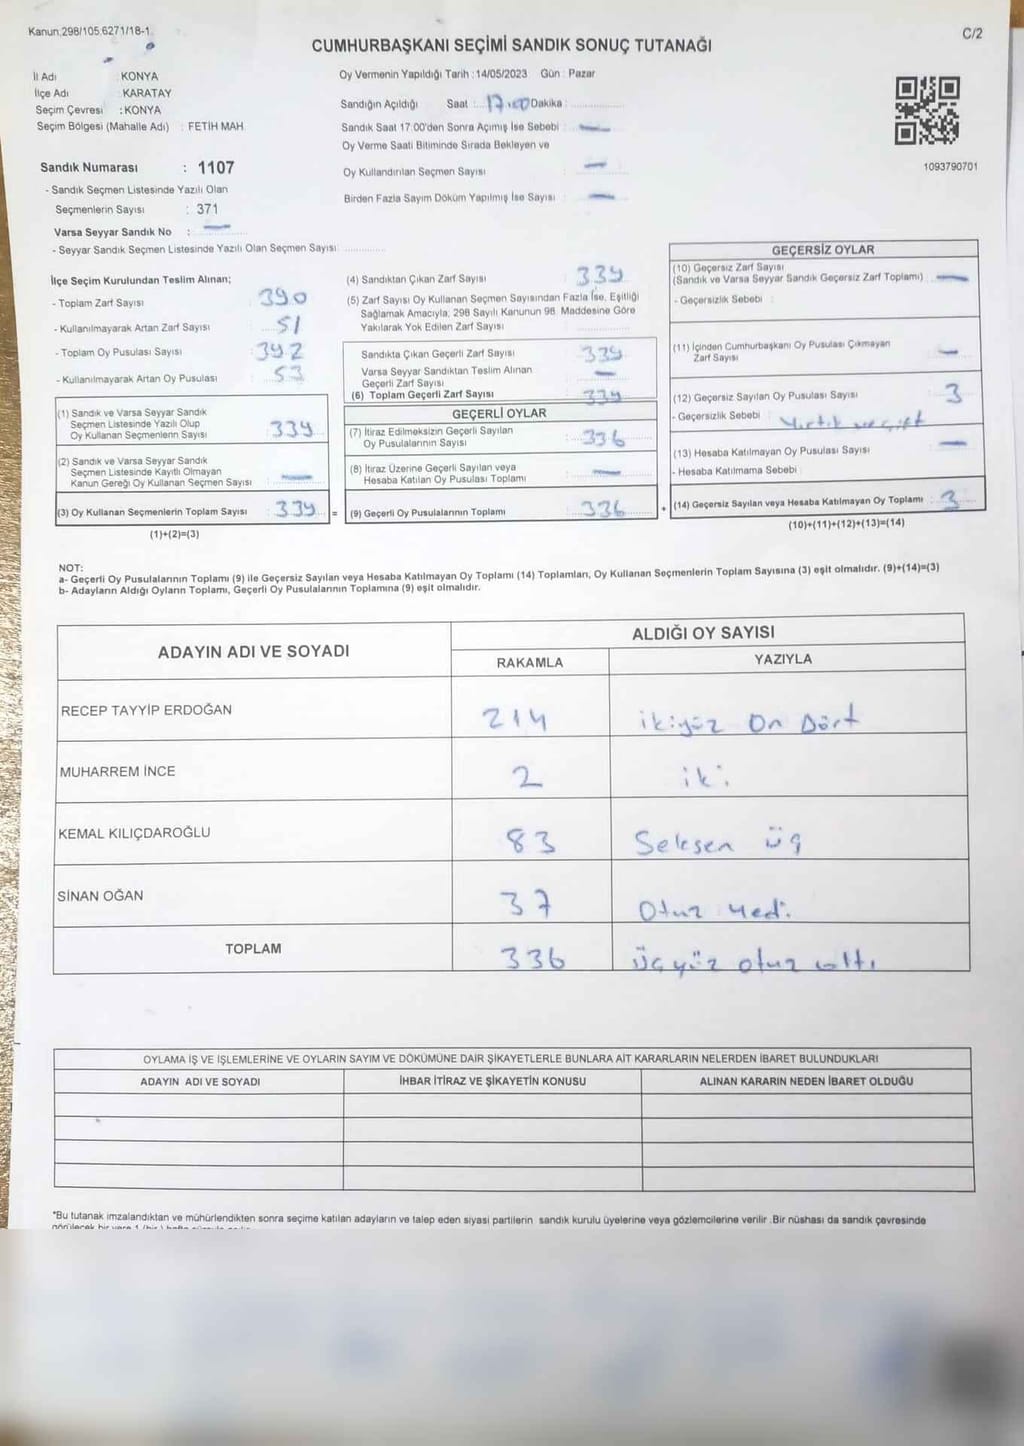 Kanun:298/105,6271/18-1
C/2
CUMHURBAŞKANI SEÇİMİ SANDIK SONUÇ TUTANAĞI
İl Adı : KONYA
İlçe Adı : KARATAY
Seçim Çevresi : KONYA
Seçim Bölgesi (Mahalle Adı) : FETİH MAH
Oy Vermenin Yapıldığı Tarih : 14/05/2023 Gün : Pazar
Sandığın Açıldığı Saat : 17:00 Dakika :
Sandık Saat 17.00'den Sonra Açımış İse Sebebi : —
Oy Verme Saati Bitiminde Sırada Bekleyen ve
Oy Kullandırılan Seçmen Sayısı : —
Birden Fazla Sayım Döküm Yapılmış İse Sayısı : —
1093790701
Sandık Numarası : 1107
- Sandık Seçmen Listesinde Yazılı Olan
Seçmenlerin Sayısı : 371
Varsa Seyyar Sandık No : —
- Seyyar Sandık Seçmen Listesinde Yazılı Olan Seçmen Sayısı :
İlçe Seçim Kurulundan Teslim Alınan;
- Toplam Zarf Sayısı : 390
- Kullanılmayarak Artan Zarf Sayısı : 51
- Toplam Oy Pusulası Sayısı : 392
- Kullanılmayarak Artan Oy Pusulası : 53
(1) Sandık ve Varsa Seyyar Sandık
Seçmen Listesinde Yazılı Olup
Oy Kullanan Seçmenlerin Sayısı : 339
(2) Sandık ve Varsa Seyyar Sandık
Seçmen Listesinde Kayıtlı Olmayan
Kanun Gereği Oy Kullanan Seçmen Sayısı : —
(3) Oy Kullanan Seçmenlerin Toplam Sayısı : 339 =
(1)+(2)=(3)
(4) Sandıktan Çıkan Zarf Sayısı : 339
(5) Zarf Sayısı Oy Kullanan Seçmen Sayısından Fazla İse, Eşitliği
Sağlamak Amacıyla, 298 Sayılı Kanunun 98. Maddesine Göre
Yakılarak Yok Edilen Zarf Sayısı :
Sandıkta Çıkan Geçerli Zarf Sayısı : 339
Varsa Seyyar Sandıktan Teslim Alınan
Geçerli Zarf Sayısı : —
(6) Toplam Geçerli Zarf Sayısı : 339
GEÇERLİ OYLAR
(7) İtiraz Edilmeksizin Geçerli Sayılan
Oy Pusulalarının Sayısı : 336
(8) İtiraz Üzerine Geçerli Sayılan veya
Hesaba Katılan Oy Pusulası Toplamı : —
(9) Geçerli Oy Pusulalarının Toplamı : 336 +
GEÇERSİZ OYLAR
(10) Geçersiz Zarf Sayısı
(Sandık ve Varsa Seyyar Sandık Geçersiz Zarf Toplamı) : —
- Geçersizlik Sebebi :
(11) İçinden Cumhurbaşkanı Oy Pusulası Çıkmayan
Zarf Sayısı : —
(12) Geçersiz Sayılan Oy Pusulası Sayısı : 3
- Geçersizlik Sebebi : Yırtık ve çift
(13) Hesaba Katılmayan Oy Pusulası Sayısı : —
- Hesaba Katılmama Sebebi :
(14) Geçersiz Sayılan veya Hesaba Katılmayan Oy Toplamı : 3
(10)+(11)+(12)+(13)=(14)
NOT:
a- Geçerli Oy Pusulalarının Toplamı (9) ile Geçersiz Sayılan veya Hesaba Katılmayan Oy Toplamı (14) Toplamları, Oy Kullanan Seçmenlerin Toplam Sayısına (3) eşit olmalıdır. (9)+(14)=(3)
b- Adayların Aldığı Oyların Toplamı, Geçerli Oy Pusulalarının Toplamına (9) eşit olmalıdır.
ADAYIN ADI VE SOYADI
ALDIĞI OY SAYISI
RAKAMLA YAZIYLA
RECEP TAYYİP ERDOĞAN 214 ikiyüz On Dört
MUHARREM İNCE 2 iki
KEMAL KILIÇDAROĞLU 83 Seksen üç
SİNAN OĞAN 37 Otuz Yedi
TOPLAM 336 üçyüz otuz altı
OYLAMA İŞ VE İŞLEMLERİNE VE OYLARIN SAYIM VE DÖKÜMÜNE DAİR ŞİKAYETLERLE BUNLARA AİT KARARLARIN NELERDEN İBARET BULUNDUKLARI
ADAYIN ADI VE SOYADI İHBAR İTİRAZ VE ŞİKAYETİN KONUSU ALINAN KARARIN NEDEN İBARET OLDUĞU
*Bu tutanak imzalandıktan ve mühürlendikten sonra seçime katılan adayların ve talep eden siyasi partilerin sandık kurulu üyelerine veya gözlemcilerine verilir .Bir nüshası da sandık çevresinde